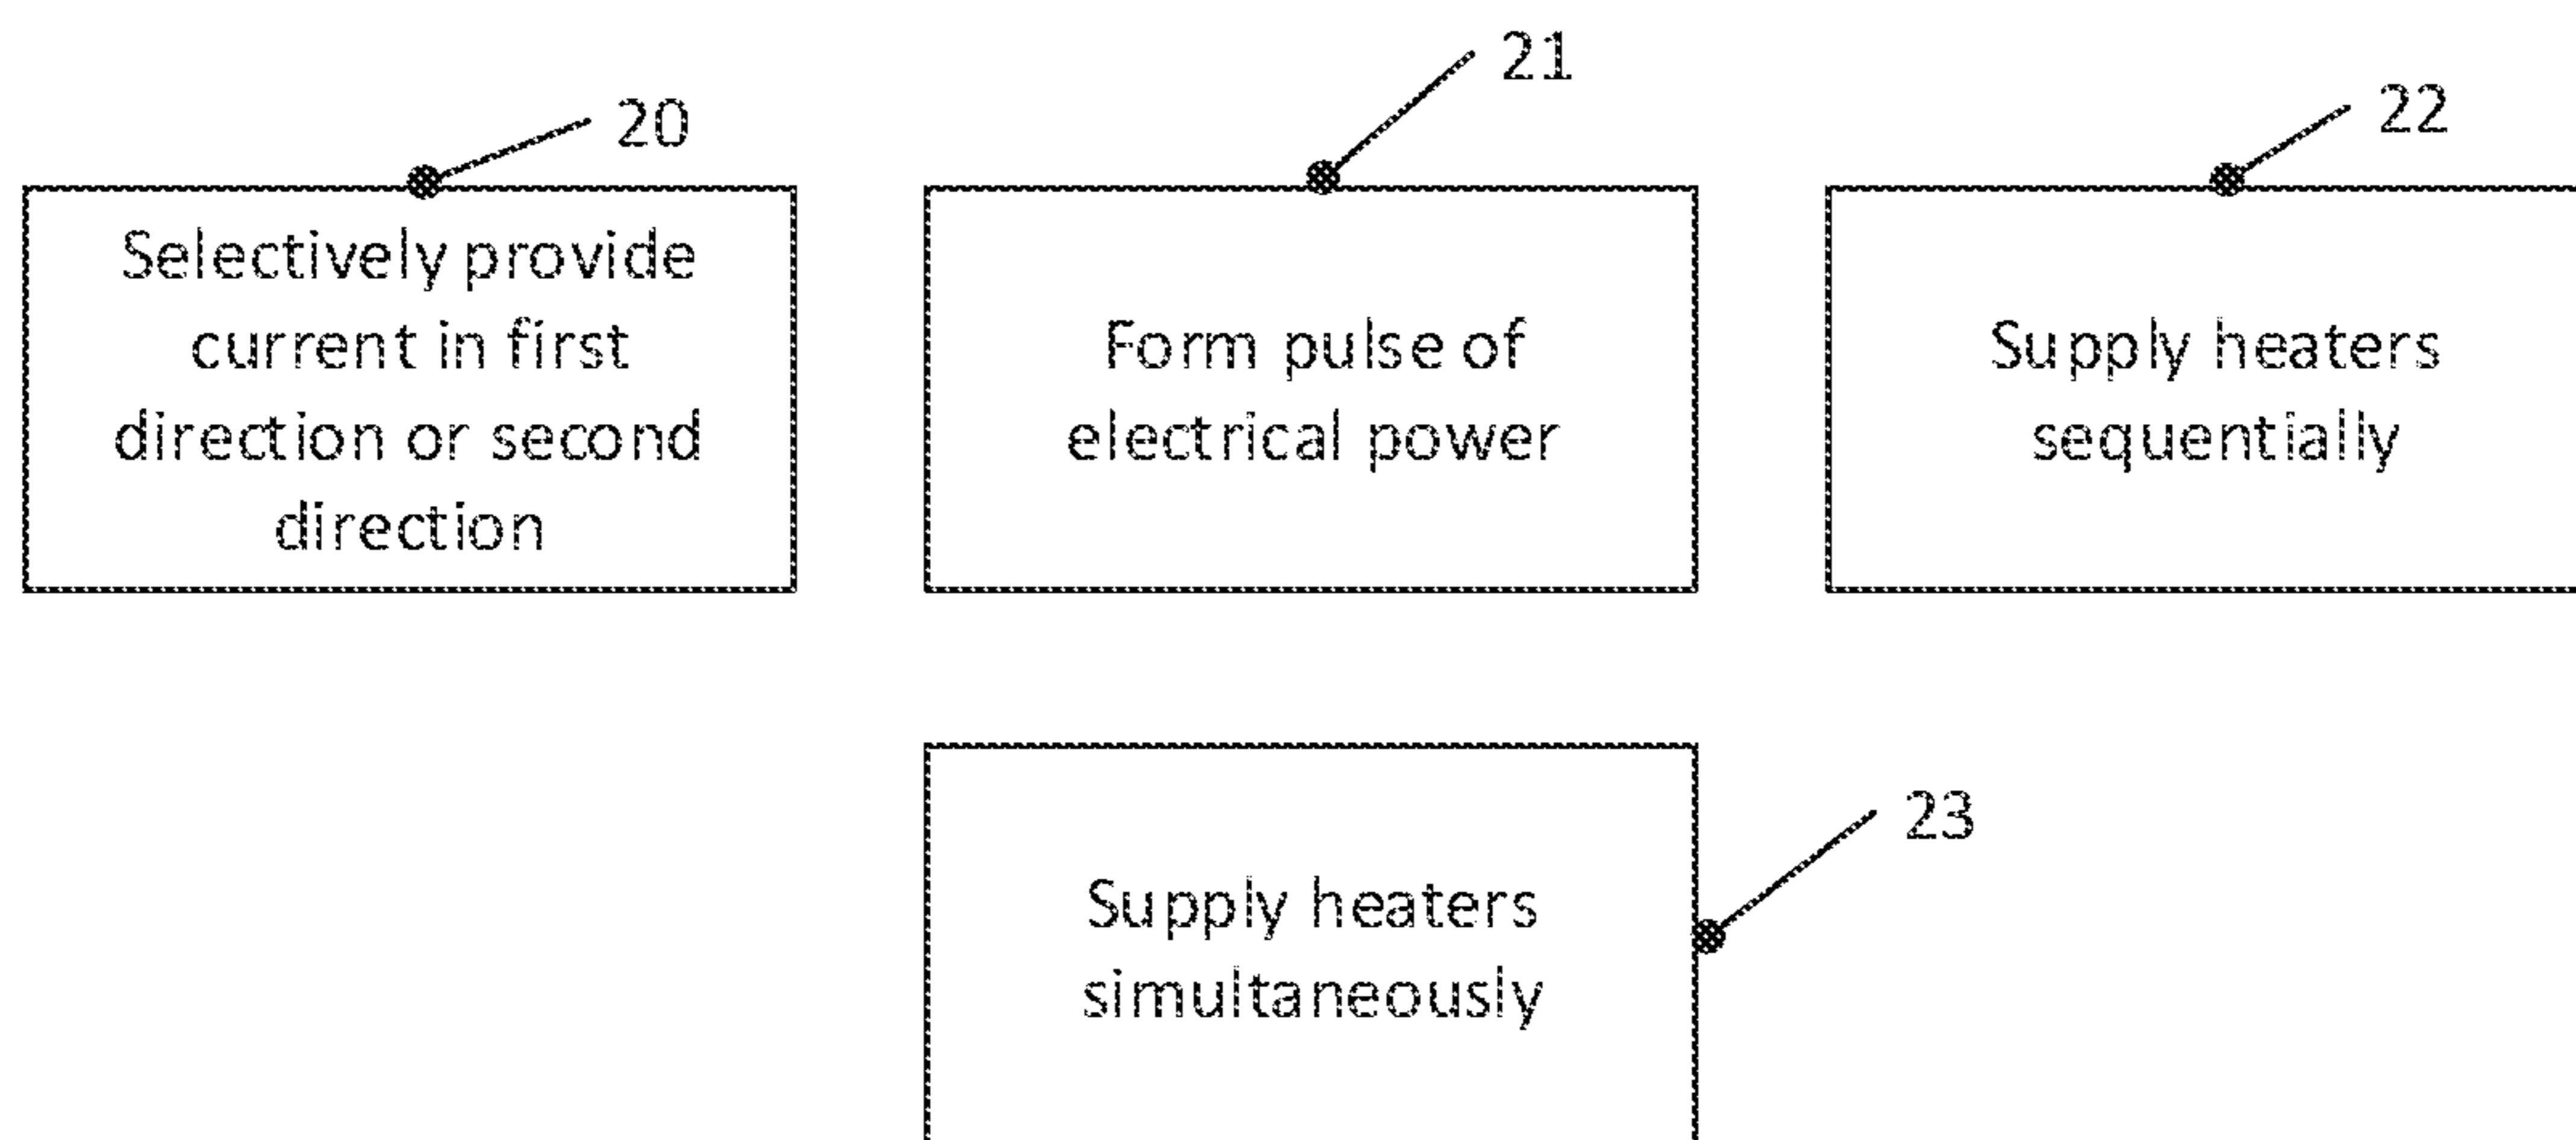 21
20
22
Selectively provide
current in first
direction or second
direction
Form pulse of
electrical power
Supply heaters
sequentially
23
Supply heaters
simultaneously